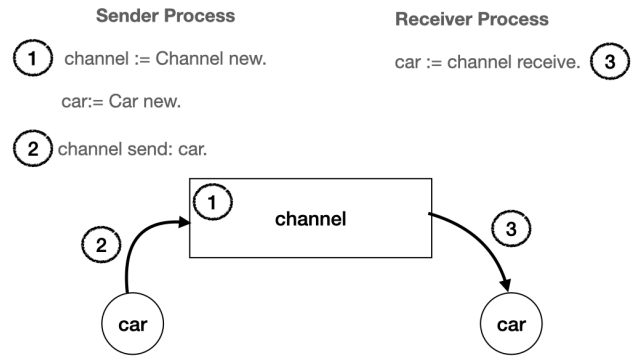 Sender Process
Receiver Process
1 channel := Channel new.
car := channel receive. 3
car:= Car new.
2 channel send: car.
1
channel
2
3
car
car